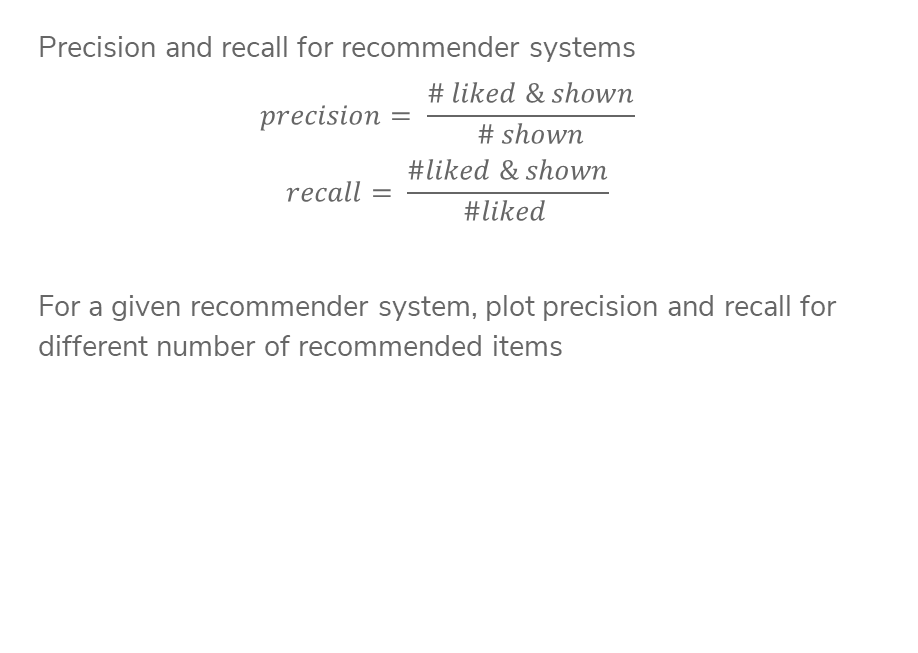 Precision and recall for recommender systems
precision = # liked & shown / # shown
recall = #liked & shown / #liked
For a given recommender system, plot precision and recall for
different number of recommended items